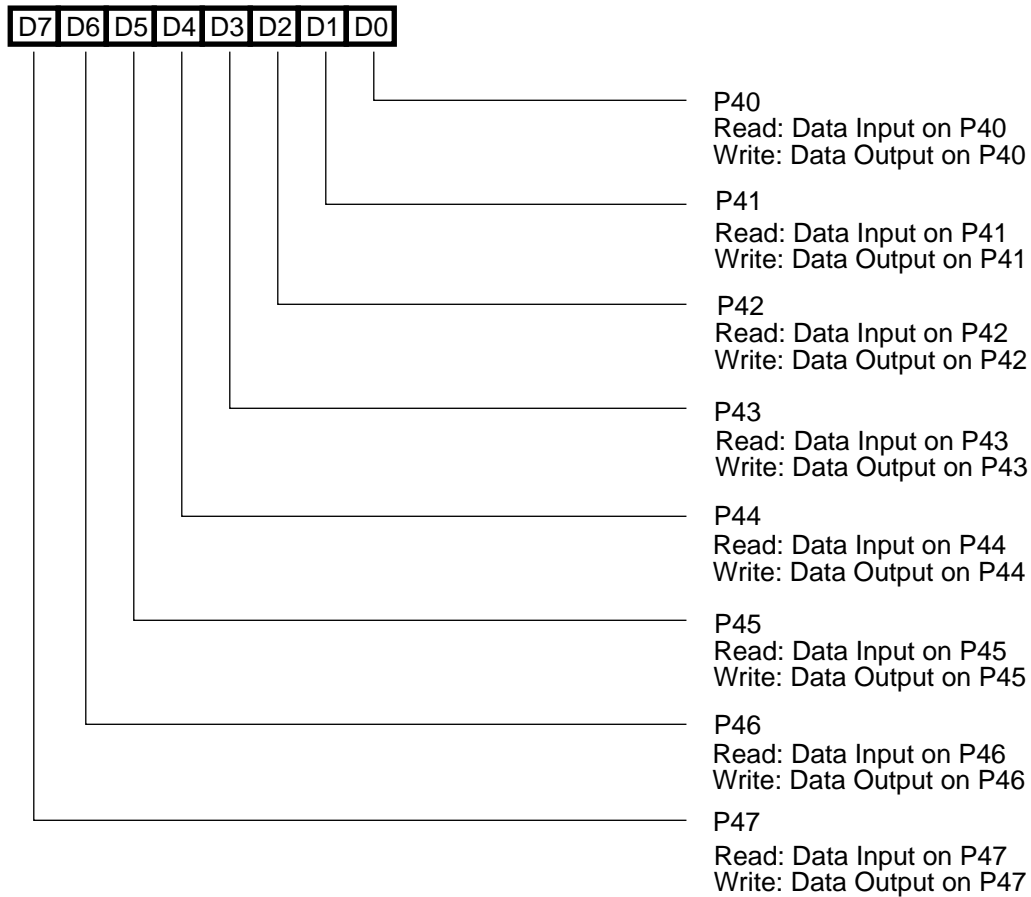 D7 D6 D5 D4 D3 D2 D1 D0
P40
Read: Data Input on P40
Write: Data Output on P40
P41
Read: Data Input on P41
Write: Data Output on P41
P42
Read: Data Input on P42
Write: Data Output on P42
P43
Read: Data Input on P43
Write: Data Output on P43
P44
Read: Data Input on P44
Write: Data Output on P44
P45
Read: Data Input on P45
Write: Data Output on P45
P46
Read: Data Input on P46
Write: Data Output on P46
P47
Read: Data Input on P47
Write: Data Output on P47